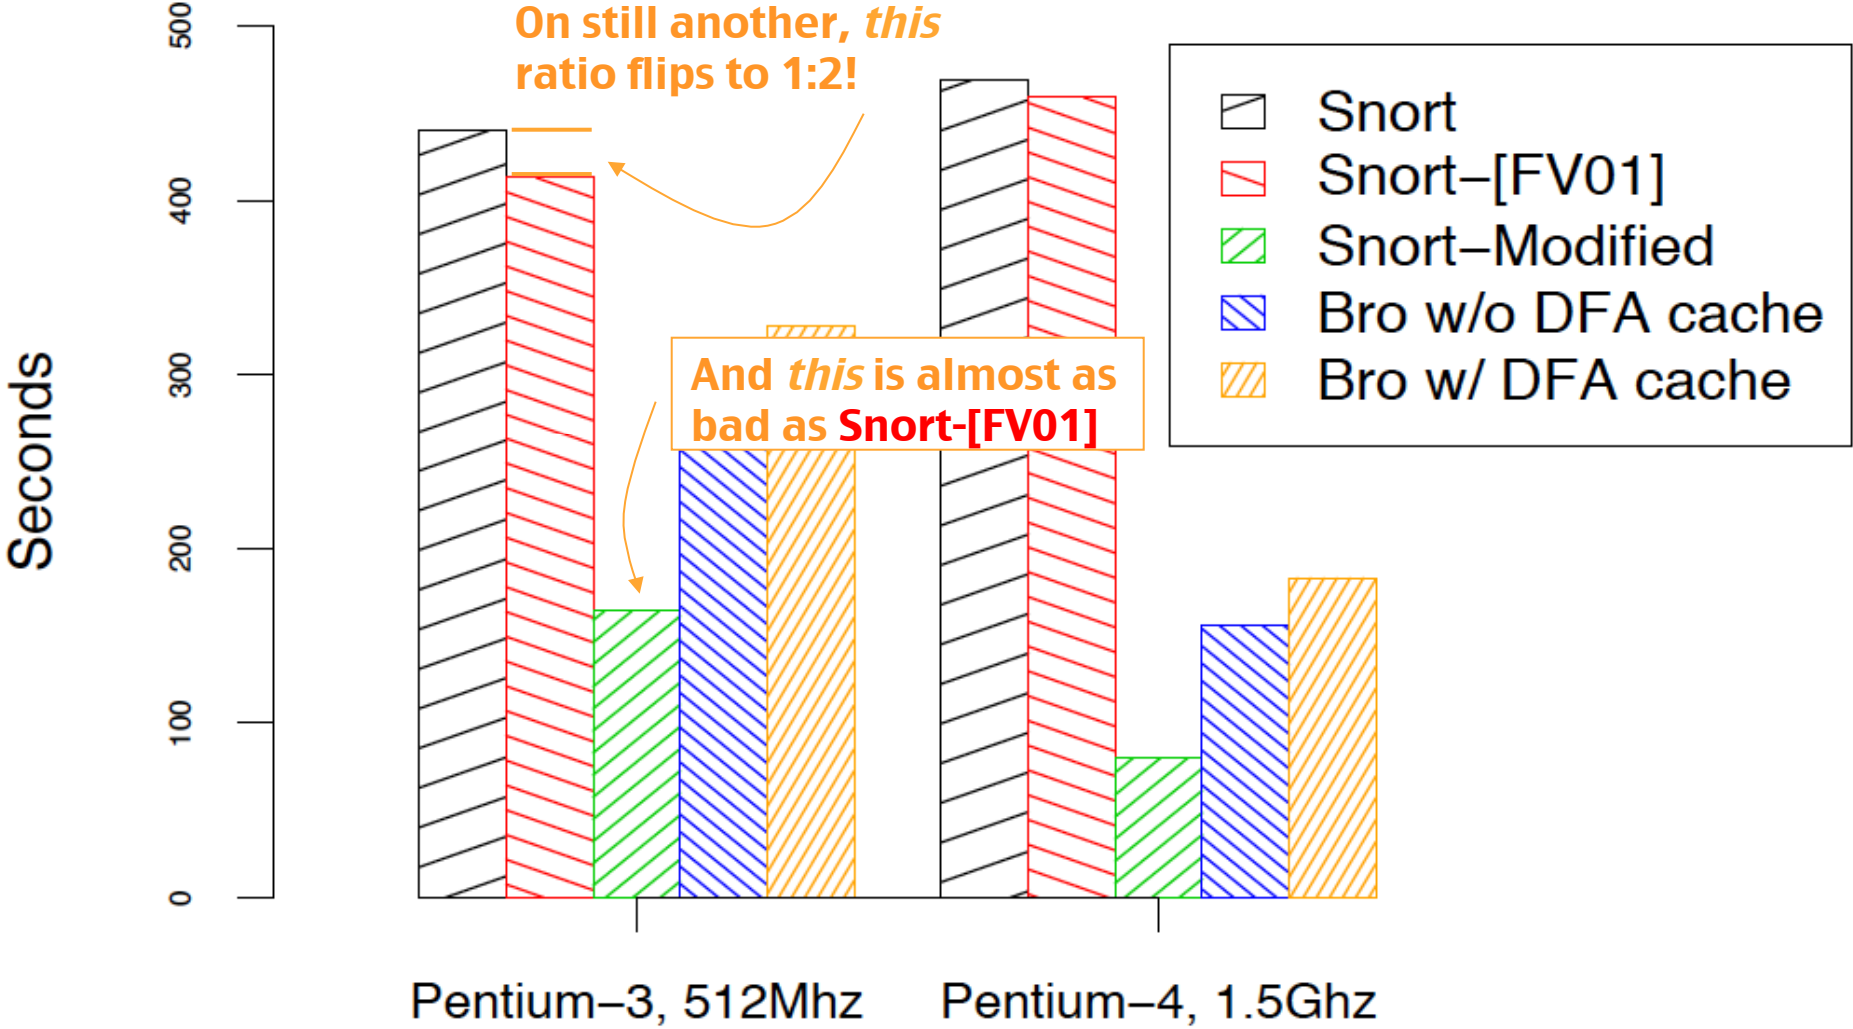 On still another, this
ratio flips to 1:2!
Seconds
500
400
300
200
100
0
Snort
Snort-[FV01]
Snort-Modified
Bro w/o DFA cache
Bro w/ DFA cache
And this is almost as
bad as Snort-[FV01]
Pentium-3, 512Mhz
Pentium-4, 1.5Ghz